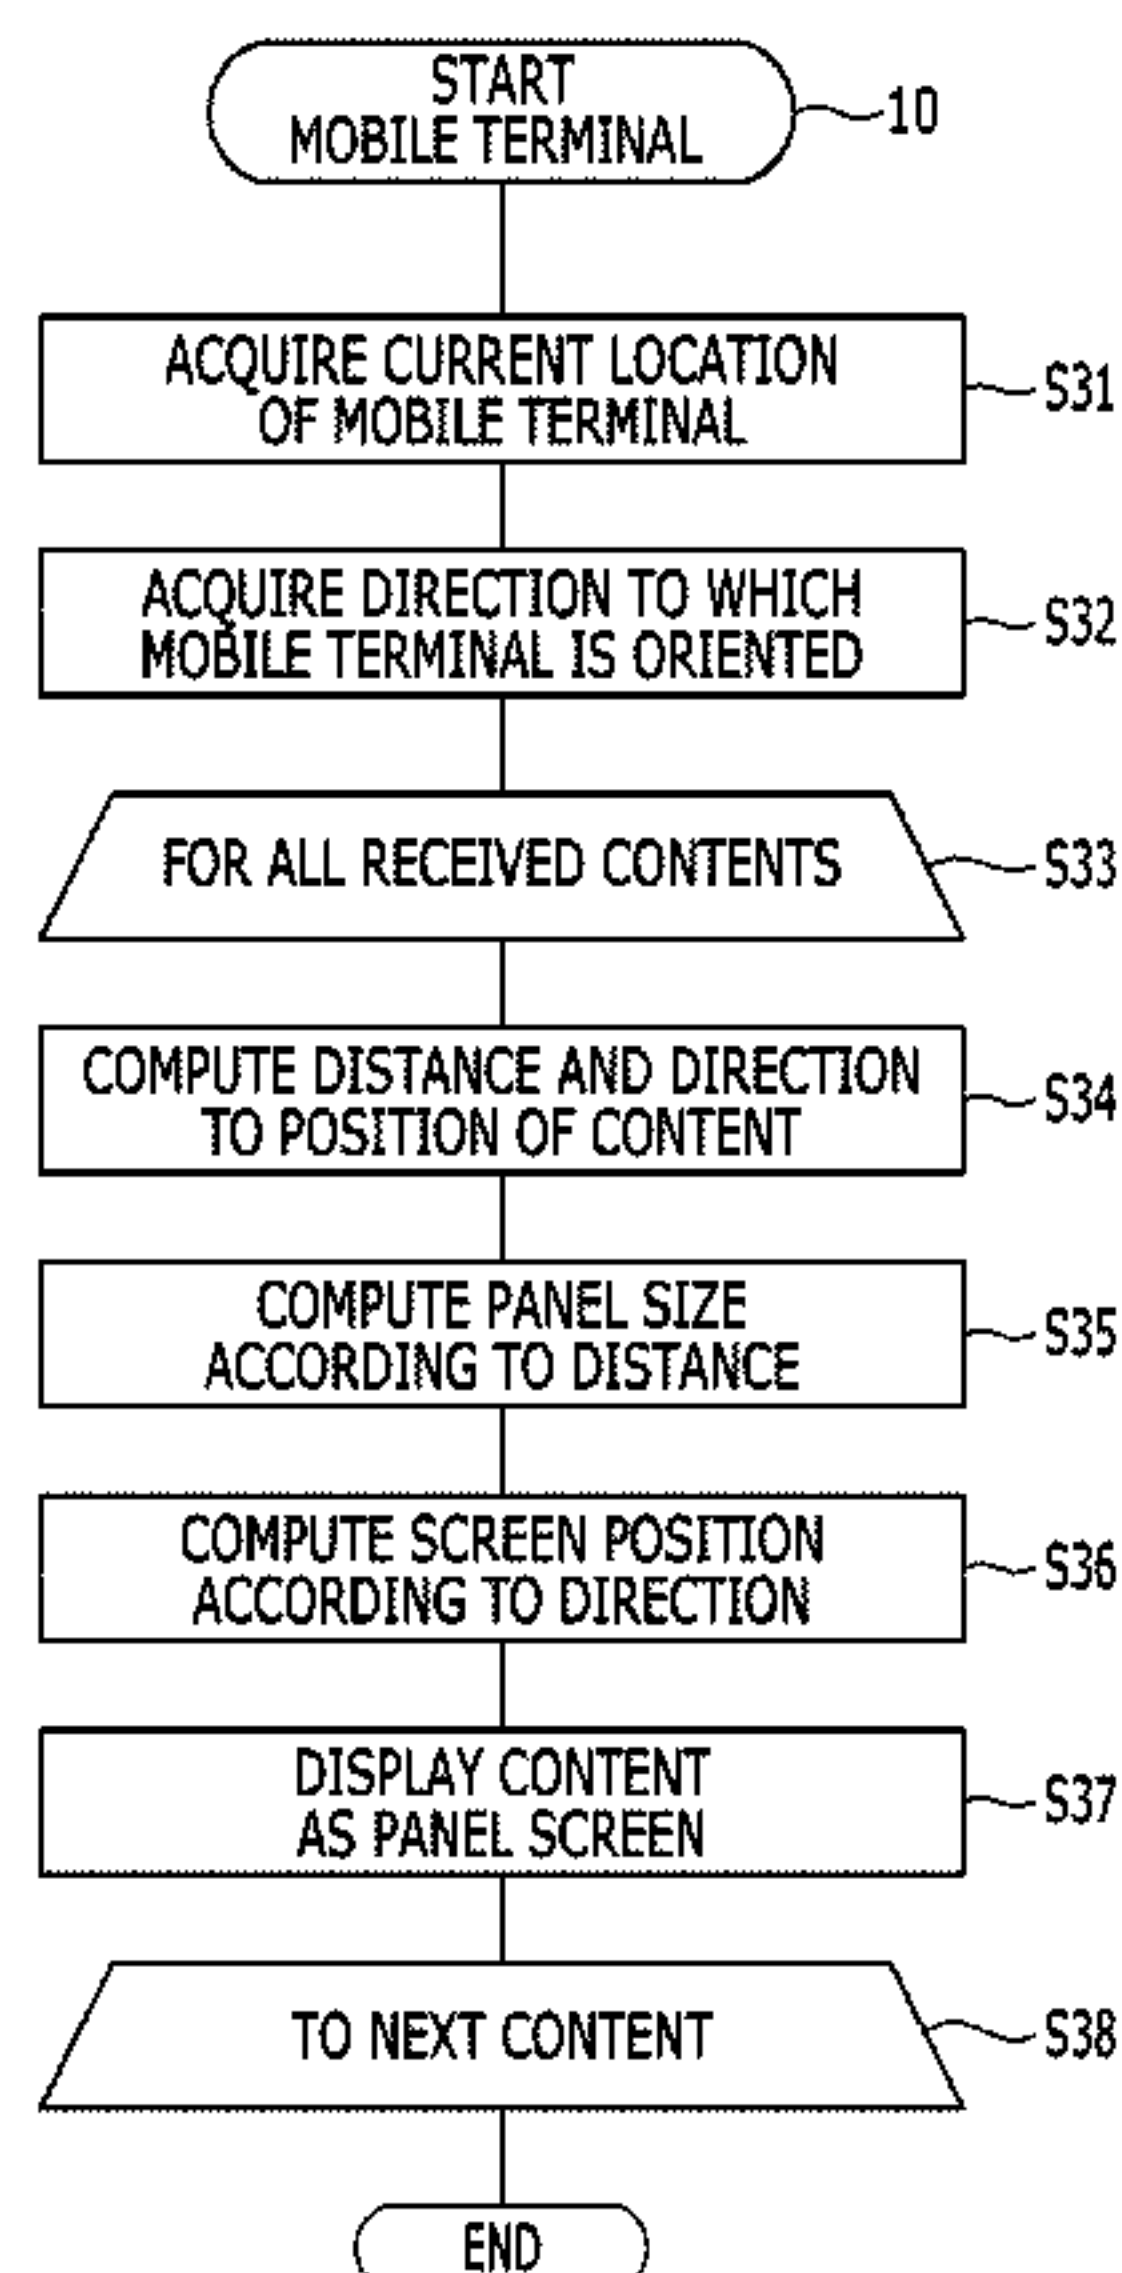 START
MOBILE TERMINAL
10
ACQUIRE CURRENT LOCATION
OF MOBILE TERMINAL
S31
ACQUIRE DIRECTION TO WHICH
MOBILE TERMINAL IS ORIENTED
S32
FOR ALL RECEIVED CONTENTS
S33
COMPUTE DISTANCE AND DIRECTION
TO POSITION OF CONTENT
S34
COMPUTE PANEL SIZE
ACCORDING TO DISTANCE
S35
COMPUTE SCREEN POSITION
ACCORDING TO DIRECTION
S36
DISPLAY CONTENT
AS PANEL SCREEN
S37
TO NEXT CONTENT
S38
END